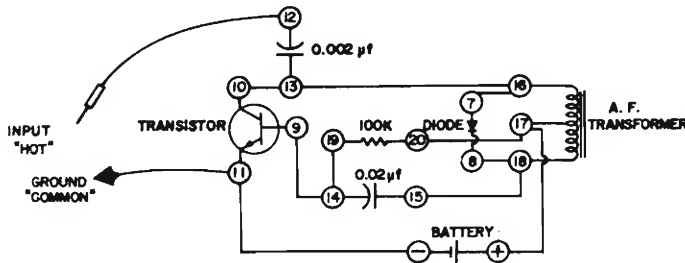 12
0.002 µf
10
13
16
7
A. F.
TRANSFORMER
TRANSISTOR
9
100K
DIODE
17
INPUT
"HOT"
19
20
8
18
11
0.02µf
GROUND
"COMMON"
14
15
BATTERY
−
+